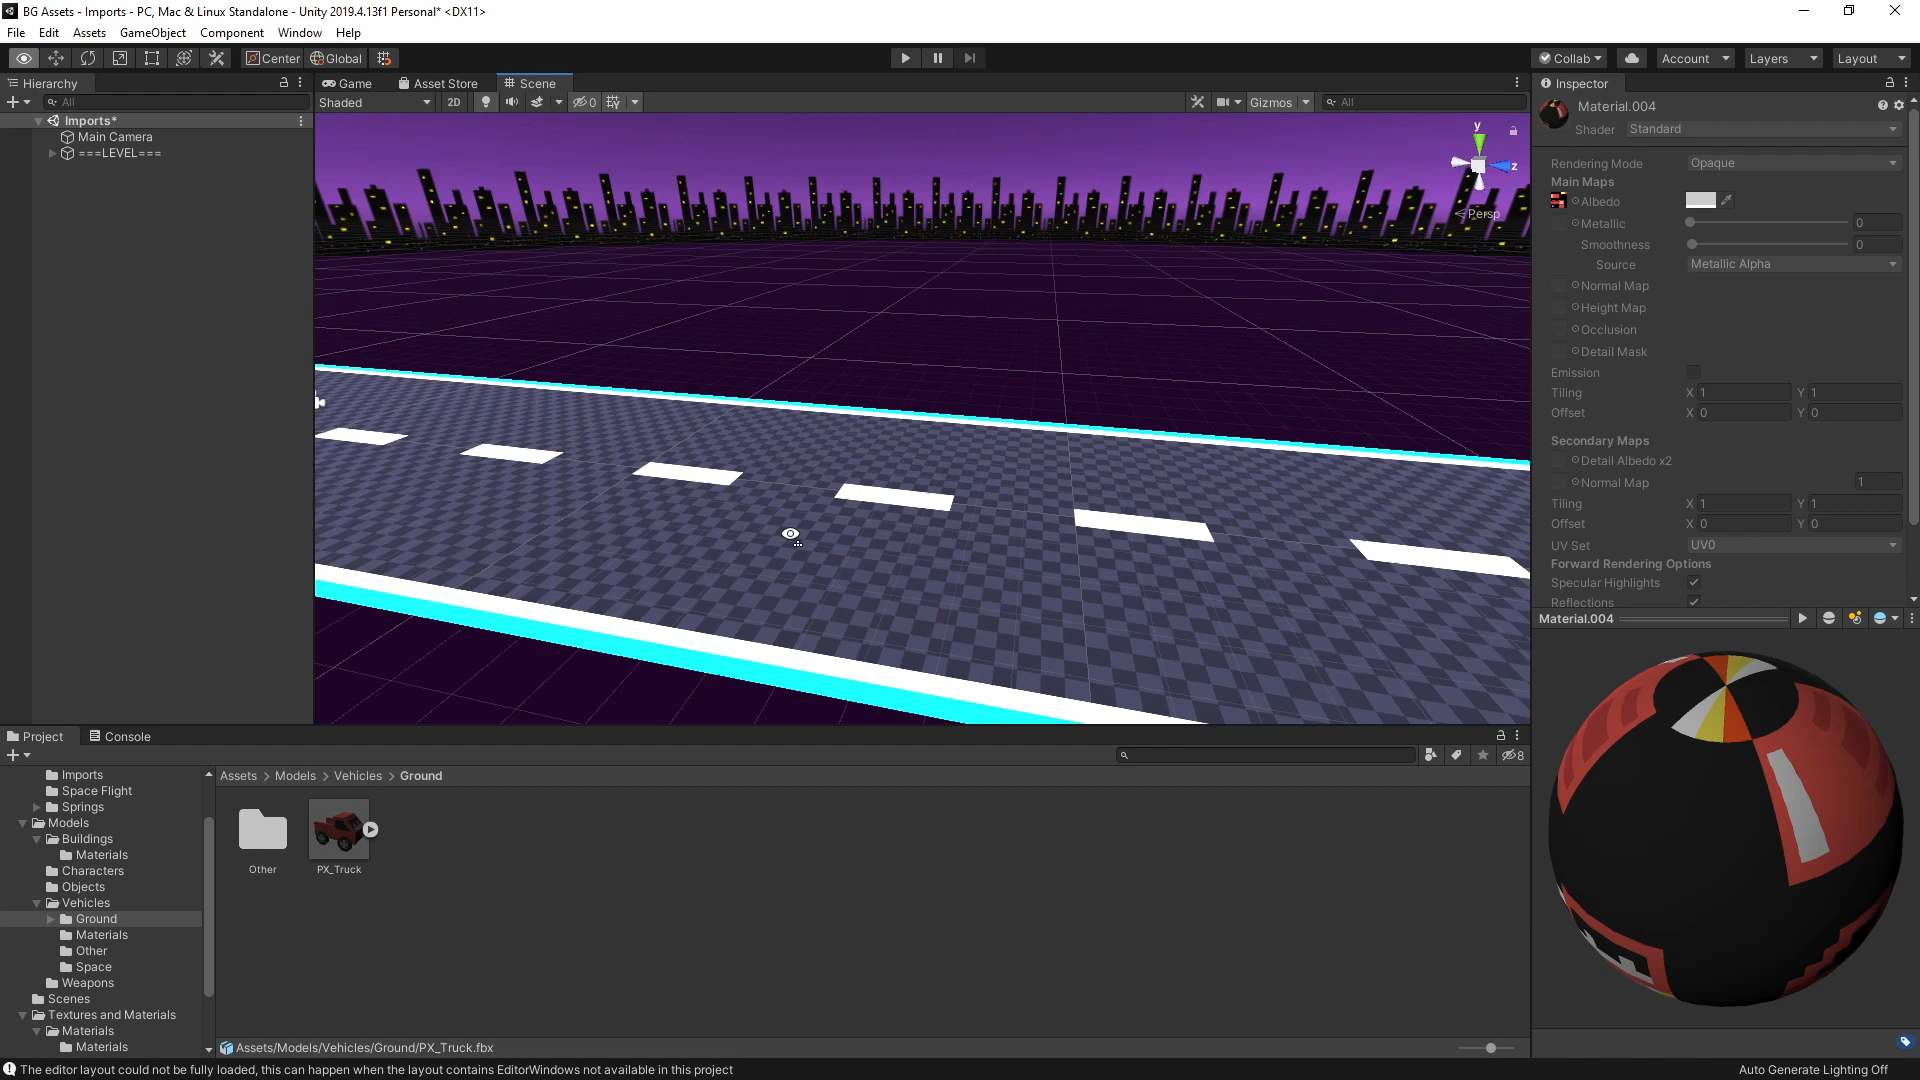 BG Assets - Imports - PC, Mac & Linux Standalone - Unity 2019.4.13f1 Personal* <DX11>
File Edit Assets GameObject Component Window Help
Center Global
Collab Account Layers Layout
Hierarchy
All
Imports*
Main Camera
===LEVEL===
Game Asset Store Scene
Shaded 2D 0 Gizmos All
y
z
Persp
Inspector
Material.004
Shader Standard
Rendering Mode Opaque
Main Maps
Albedo
Metallic 0
Smoothness 0
Source Metallic Alpha
Normal Map
Height Map
Occlusion
Detail Mask
Emission
Tiling X 1 Y 1
Offset X 0 Y 0
Secondary Maps
Detail Albedo x2
Normal Map 1
Tiling X 1 Y 1
Offset X 0 Y 0
UV Set UV0
Forward Rendering Options
Specular Highlights
Reflections
Material.004
Project Console
8
Imports
Space Flight
Springs
Models
Buildings
Materials
Characters
Objects
Vehicles
Ground
Materials
Other
Space
Weapons
Scenes
Textures and Materials
Materials
Materials
Assets > Models > Vehicles > Ground
Other
PX_Truck
Assets/Models/Vehicles/Ground/PX_Truck.fbx
The editor layout could not be fully loaded, this can happen when the layout contains EditorWindows not available in this project
Auto Generate Lighting Off